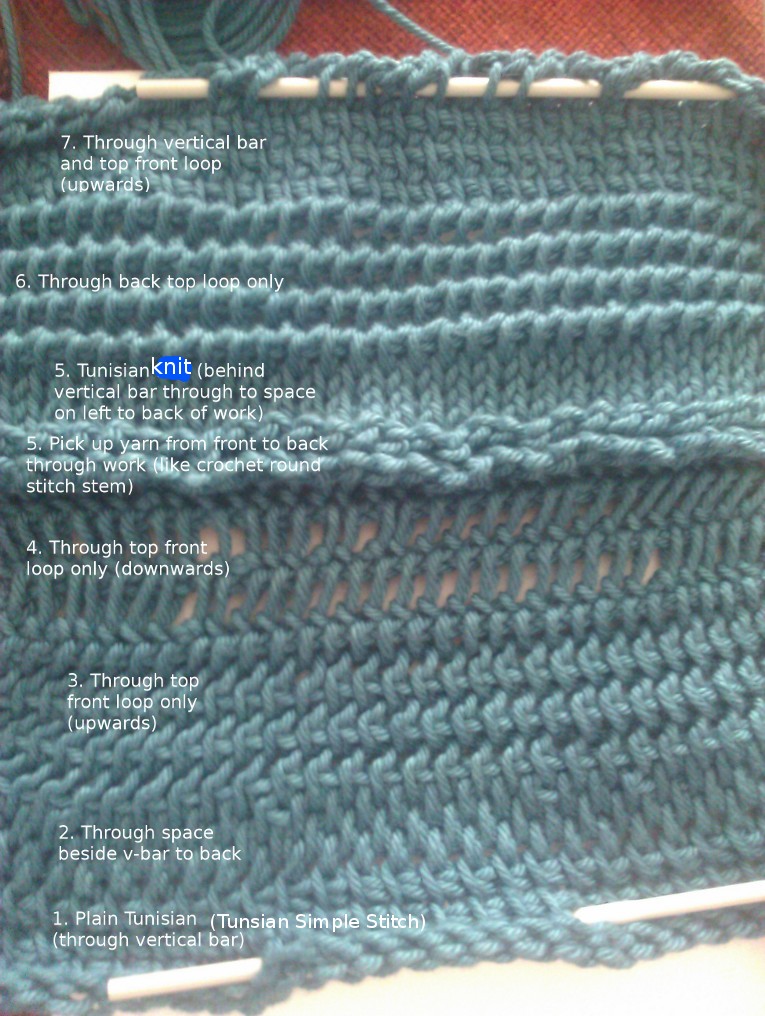 7. Through vertical bar
and top front loop
(upwards)
6. Through back top loop only
5. Tunisian knit (behind
vertical bar through to space
on left to back of work)
5. Pick up yarn from front to back
through work (like crochet round
stitch stem)
4. Through top front
loop only (downwards)
3. Through top
front loop only
(upwards)
2. Through space
beside v-bar to back
1. Plain Tunisian (Tunsian Simple Stitch)
(through vertical bar)